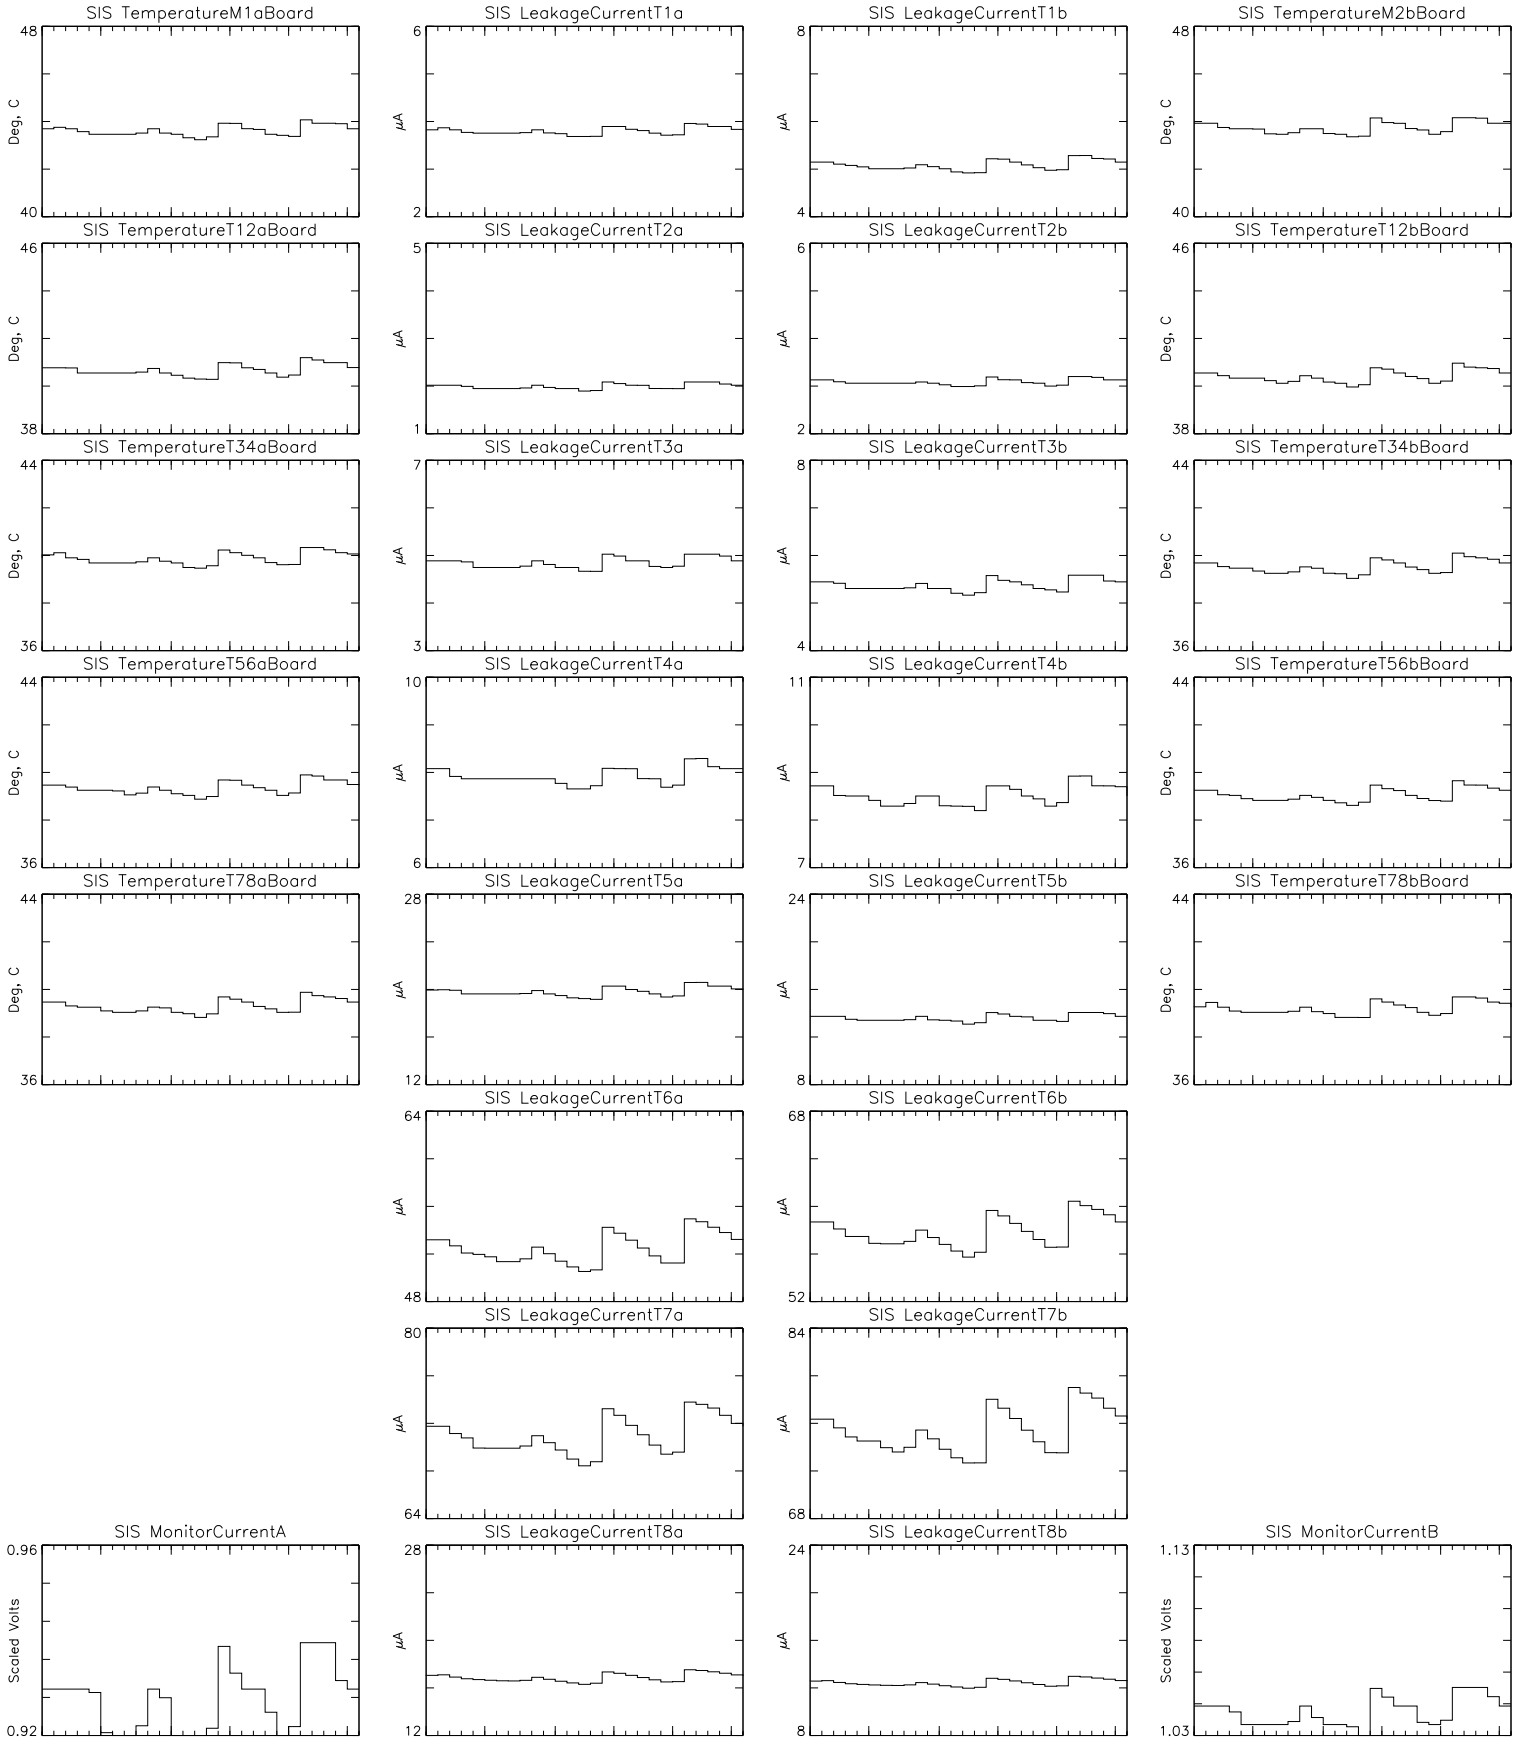 SIS TemperatureM1aBoard
48
Deg, C
40
SIS LeakageCurrentT1a
6
μA
2
SIS LeakageCurrentT1b
8
μA
4
SIS TemperatureM2bBoard
48
Deg, C
40
SIS TemperatureT12aBoard
46
Deg, C
38
SIS LeakageCurrentT2a
5
μA
1
SIS LeakageCurrentT2b
6
μA
2
SIS TemperatureT12bBoard
46
Deg, C
38
SIS TemperatureT34aBoard
44
Deg, C
36
SIS LeakageCurrentT3a
7
μA
3
SIS LeakageCurrentT3b
8
μA
4
SIS TemperatureT34bBoard
44
Deg, C
36
SIS TemperatureT56aBoard
44
Deg, C
36
SIS LeakageCurrentT4a
10
μA
6
SIS LeakageCurrentT4b
11
μA
7
SIS TemperatureT56bBoard
44
Deg, C
36
SIS TemperatureT78aBoard
44
Deg, C
36
SIS LeakageCurrentT5a
28
μA
12
SIS LeakageCurrentT5b
24
μA
8
SIS TemperatureT78bBoard
44
Deg, C
36
SIS LeakageCurrentT6a
64
μA
48
SIS LeakageCurrentT6b
68
μA
52
SIS LeakageCurrentT7a
80
μA
64
SIS LeakageCurrentT7b
84
μA
68
SIS MonitorCurrentA
0.96
Scaled Volts
0.92
SIS LeakageCurrentT8a
28
μA
12
SIS LeakageCurrentT8b
24
μA
8
SIS MonitorCurrentB
1.13
Scaled Volts
1.03